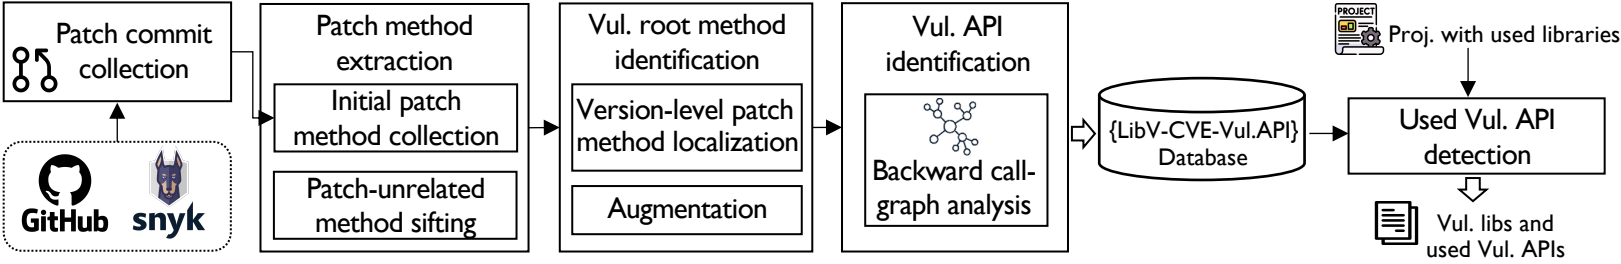 Patch commit
collection
GitHub
snyk
Patch method
extraction
Initial patch
method collection
Patch-unrelated
method sifting
Vul. root method
identification
Version-level patch
method localization
Augmentation
Vul. API
identification
Backward call-
graph analysis
{LibV-CVE-Vul.API}
Database
PROJECT
Proj. with used libraries
Used Vul. API
detection
Vul. libs and
used Vul. APIs